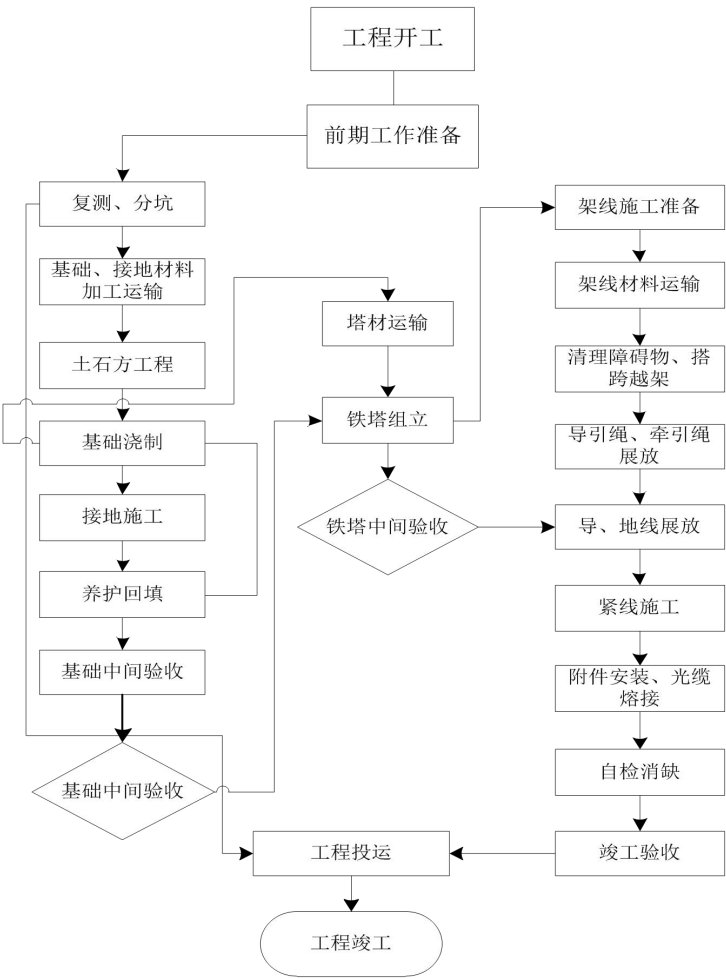 工程开工
前期工作准备
复测、分坑
基础、接地材料
加工运输
土石方工程
基础浇制
接地施工
养护回填
基础中间验收
基础中间验收
塔材运输
铁塔组立
铁塔中间验收
架线施工准备
架线材料运输
清理障碍物、搭
跨越架
导引绳、牵引绳
展放
导、地线展放
紧线施工
附件安装、光缆
熔接
自检消缺
竣工验收
工程投运
工程竣工